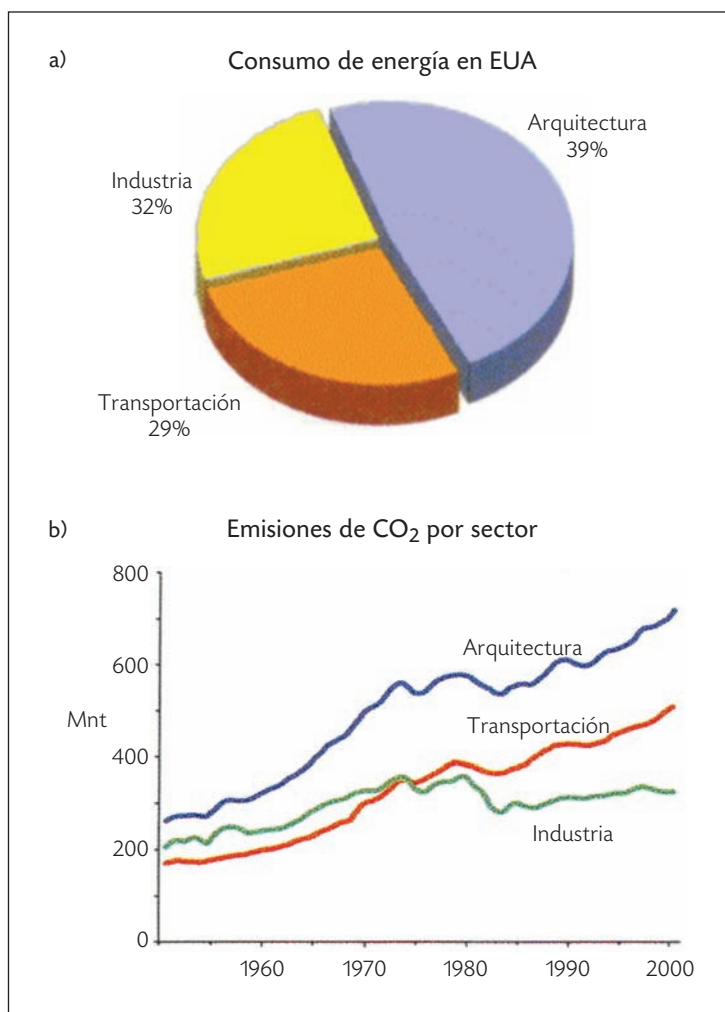 a)
Consumo de energía en EUA
Arquitectura
39%
Industria
32%
Transportación
29%
b)
Emisiones de CO₂ por sector
800
600
Mnt
400
200
0
Arquitectura
Transportación
Industria
1960 1970 1980 1990 2000